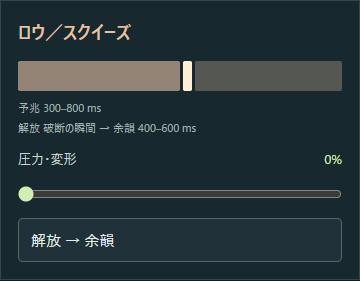 ロウ／スクイーズ
予兆 300–800 ms
解放 破断の瞬間 → 余韻 400–600 ms
圧力･変形 0%
解放 → 余韻